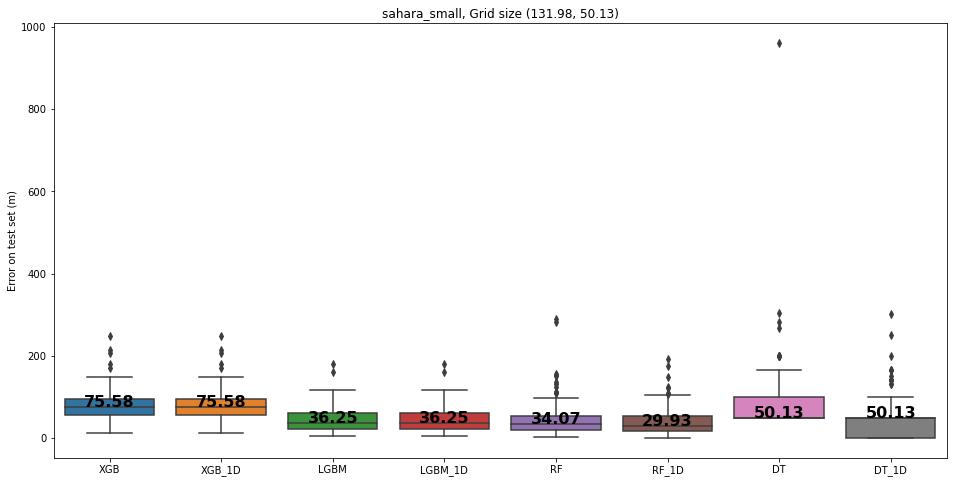 sahara_small, Grid size (131.98, 50.13)
1000
800
600
400
200
0
Error on test set (m)
75.58
75.58
36.25
36.25
34.07
29.93
50.13
50.13
XGB
XGB_1D
LGBM
LGBM_1D
RF
RF_1D
DT
DT_1D